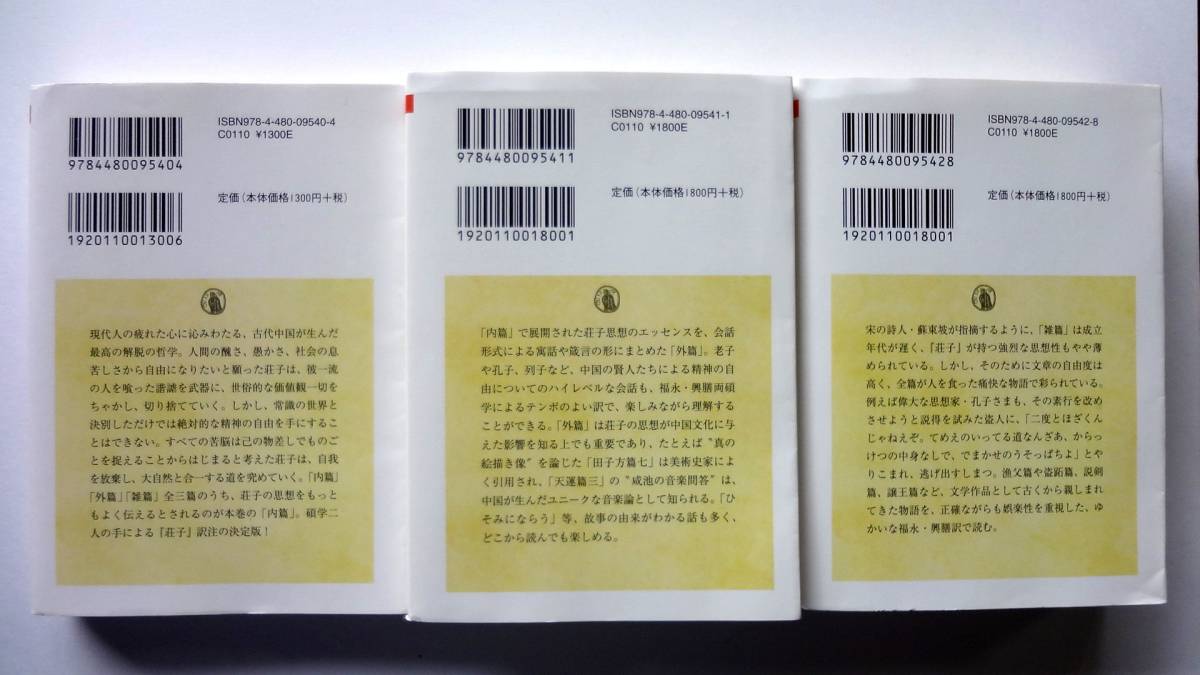 ISBN978-4-480-09540-4
C0110 ¥1300E
9784480095404
定価(本体価格1300円+税)
1920110013006
現代人の疲れた心に沁みわたる、古代中国が生んだ
最高の解脱の哲学。人間の醜さ、愚かさ、社会の息
苦しさから自由になりたいと願った荘子は、彼一流
の人を喰った諧謔を武器に、世俗的な価値観一切を
ちゃかし、切り捨てていく。しかし、常識の世界と
決別しただけでは絶対的な精神の自由を手にするこ
とはできない。すべての苦脳は己の物差しでものご
とを捉えることからはじまると考えた荘子は、自我
を放棄し、大自然と合一する道を究めていく。「内篇」
「外篇」「雑篇」全三篇のうち、荘子の思想をもっと
もよく伝えるとされるのが本巻の「内篇」。碩学二
人の手による『荘子』訳注の決定版!
ISBN978-4-480-09541-1
C0110 ¥1800E
9784480095411
定価(本体価格1800円+税)
1920110018001
「内篇」で展開された荘子思想のエッセンスを、会話
形式による寓話や箴言の形にまとめた「外篇」。老子
や孔子、列子など、中国の賢人たちによる精神の自
由についてのハイレベルな会話も、福永・興膳両碩
学によるテンポのよい訳で、楽しみながら理解する
ことができる。「外篇」は荘子の思想が中国文化に与
えた影響を知る上でも重要であり、たとえば〝真の
絵描き像〟を論じた「田子方篇七」は美術史家によ
く引用され、「天運篇三」の〝咸池の音楽問答〟は、
中国が生んだユニークな音楽論として知られる。「ひ
そみにならう」等、故事の由来がわかる話も多く、
どこから読んでも楽しめる。
ISBN978-4-480-09542-8
C0110 ¥1800E
9784480095428
定価(本体価格1800円+税)
1920110018001
宋の詩人・蘇東坡が指摘するように、「雑篇」は成立
年代が遅く、『荘子』が持つ強烈な思想性もやや薄
められている。しかし、そのために文章の自由度は
高く、全篇が人を食った痛快な物語で彩られている。
例えば偉大な思想家・孔子さまも、その素行を改め
させようと説得を試みた盗人に、「二度とほざくん
じゃねえぞ。てめえのいってる道なんざあ、からっ
けつの中身なしで、でまかせのうそっぱちよ」とや
りこまれ、逃げ出すしまつ。漁父篇や盗跖篇、説剣
篇、譲王篇など、文学作品として古くから親しまれ
てきた物語を、正確ながらも娯楽性を重視した、ゆ
かいな福永・興膳訳で読む。